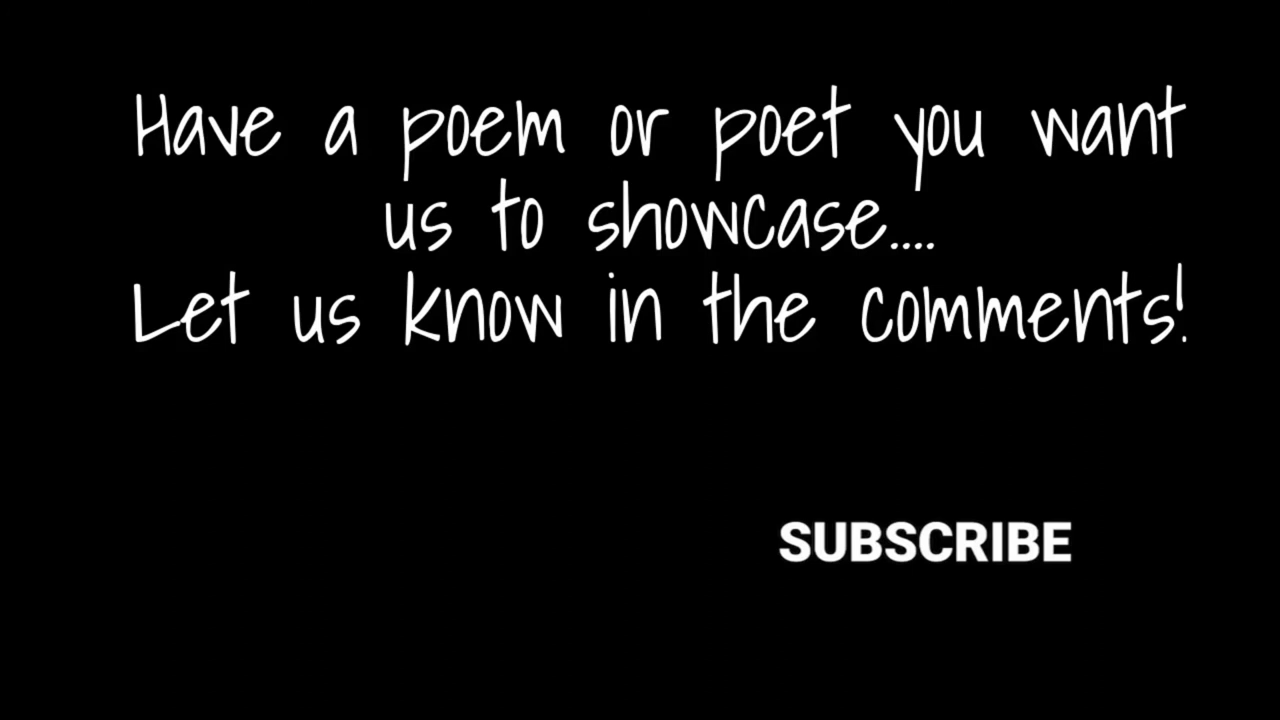 Have a poem or poet you want
us to showcase....
Let us know in the comments!
SUBSCRIBE